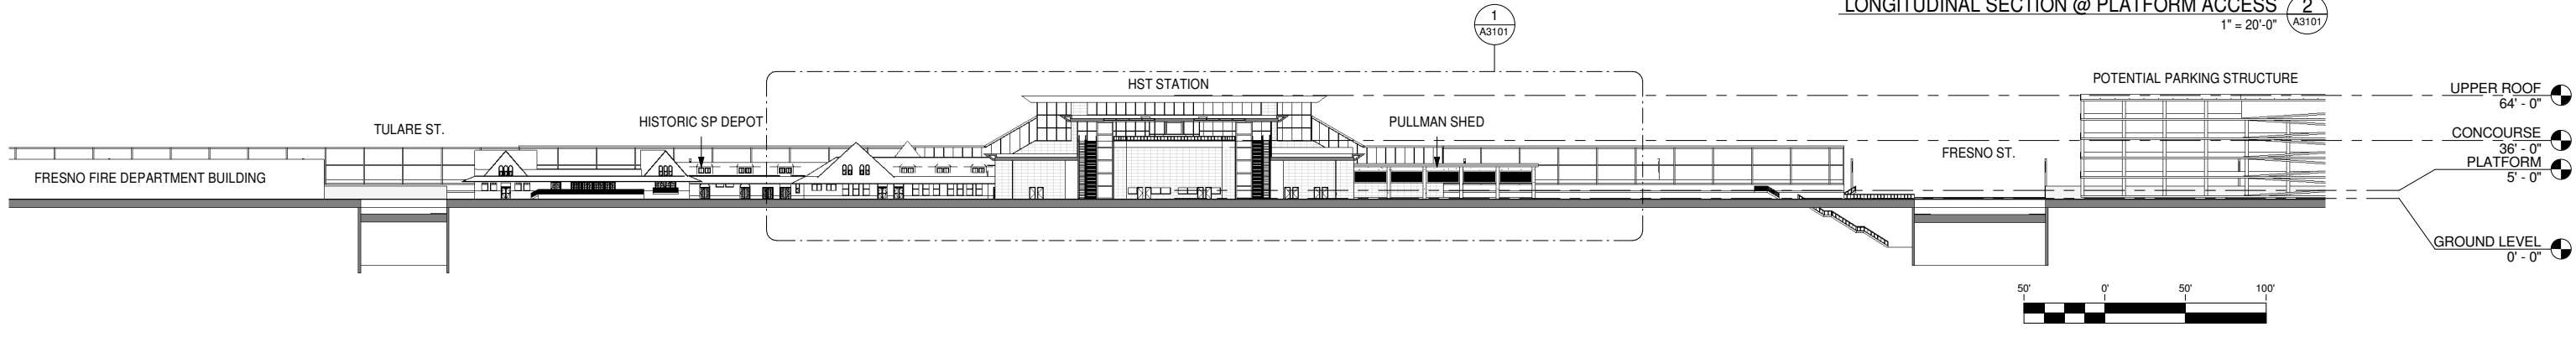 LONGITUDINAL SECTION @ PLATFORM ACCESS
1" = 20'-0"
2
A3101
1
A3101
HST STATION
POTENTIAL PARKING STRUCTURE
UPPER ROOF
64' - 0"
TULARE ST.
HISTORIC SP DEPOT
PULLMAN SHED
CONCOURSE
36' - 0"
FRESNO ST.
PLATFORM
5' - 0"
FRESNO FIRE DEPARTMENT BUILDING
GROUND LEVEL
0' - 0"
50' 0' 50' 100'